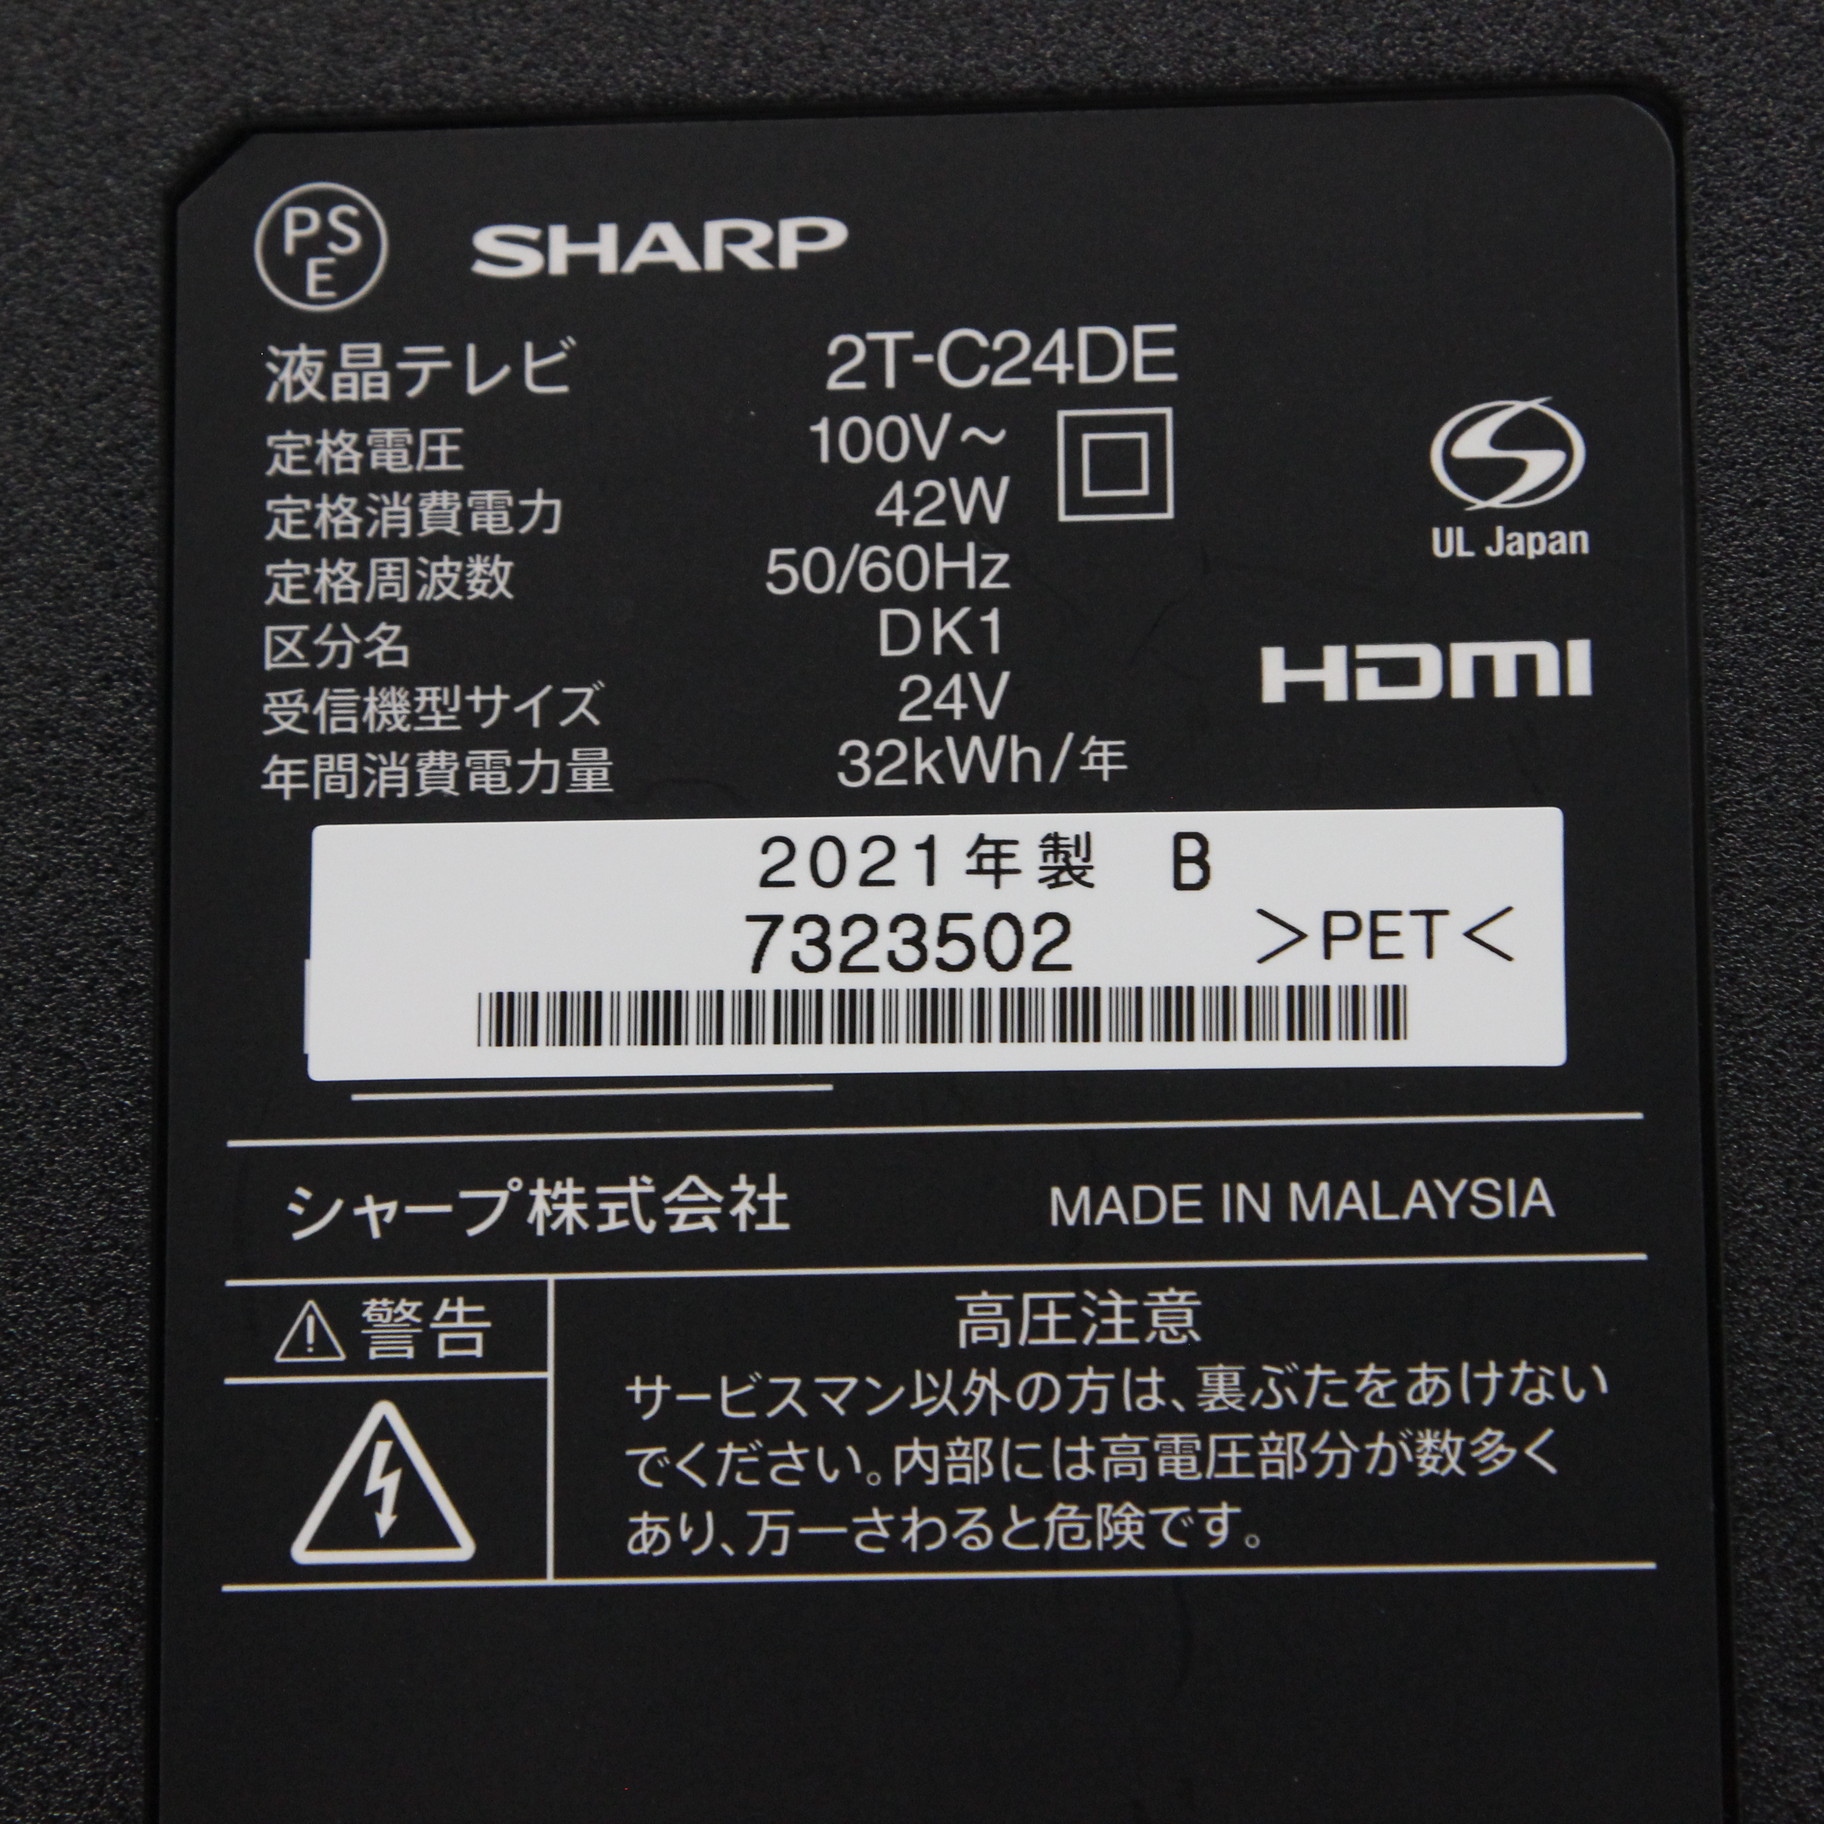 PS
E
SHARP
液晶テレビ 2T-C24DE
定格電圧 100V～
定格消費電力 42W
定格周波数 50/60Hz
区分名 DK1
受信機型サイズ 24V
年間消費電力量 32kWh/年
UL Japan
HDMI
2021年製 B
7323502 >PET<
シャープ株式会社 MADE IN MALAYSIA
警告
高圧注意
サービスマン以外の方は、裏ぶたをあけない
でください。内部には高電圧部分が数多く
あり、万一さわると危険です。